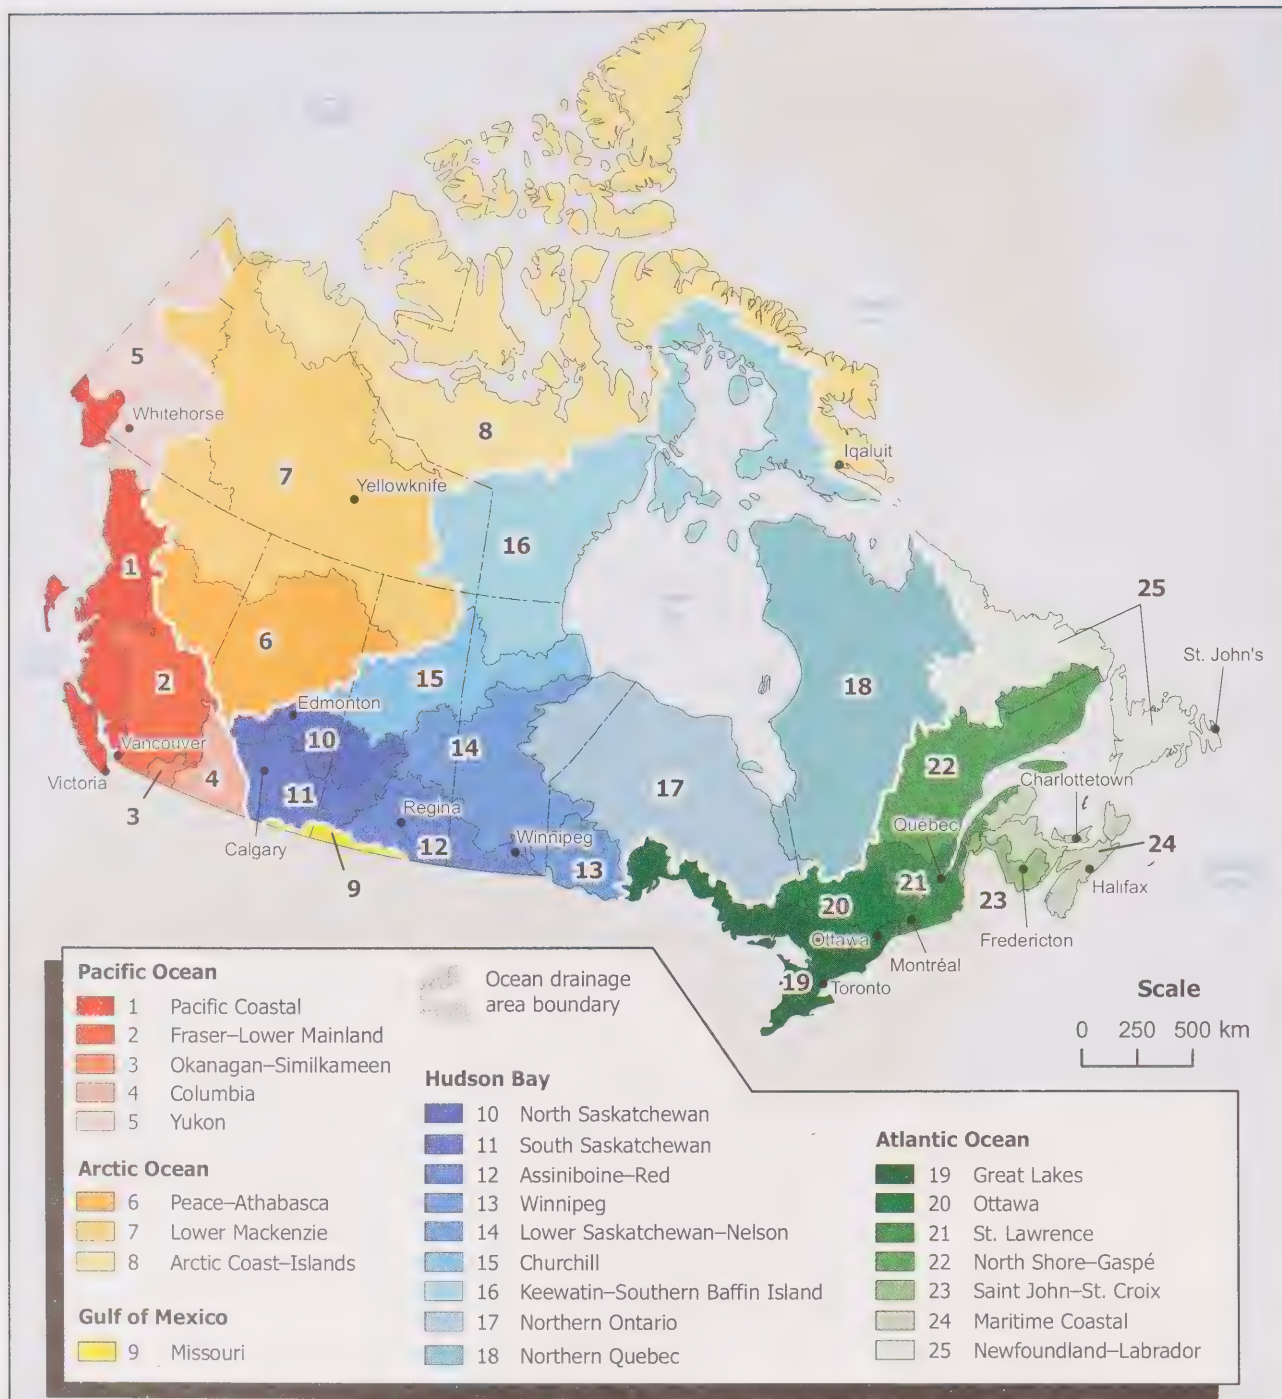 5
Whitehorse
8
Iqaluit
7
Yellowknife
16
1
25
6
St. John's
15
2
18
Edmonton
10
14
Vancouver
4
22
Charlottetown
Victoria
11
17
3
Regina
Québec
Calgary
12
Winnipeg
24
13
9
21
Halifax
20
23
Ottawa
Fredericton
Montréal
19
Toronto
Pacific Ocean
1 Pacific Coastal
2 Fraser–Lower Mainland
3 Okanagan–Similkameen
4 Columbia
5 Yukon
Arctic Ocean
6 Peace–Athabasca
7 Lower Mackenzie
8 Arctic Coast–Islands
Gulf of Mexico
9 Missouri
Ocean drainage
area boundary
Hudson Bay
10 North Saskatchewan
11 South Saskatchewan
12 Assiniboine–Red
13 Winnipeg
14 Lower Saskatchewan–Nelson
15 Churchill
16 Keewatin–Southern Baffin Island
17 Northern Ontario
18 Northern Quebec
Scale
0 250 500 km
Atlantic Ocean
19 Great Lakes
20 Ottawa
21 St. Lawrence
22 North Shore–Gaspé
23 Saint John–St. Croix
24 Maritime Coastal
25 Newfoundland–Labrador